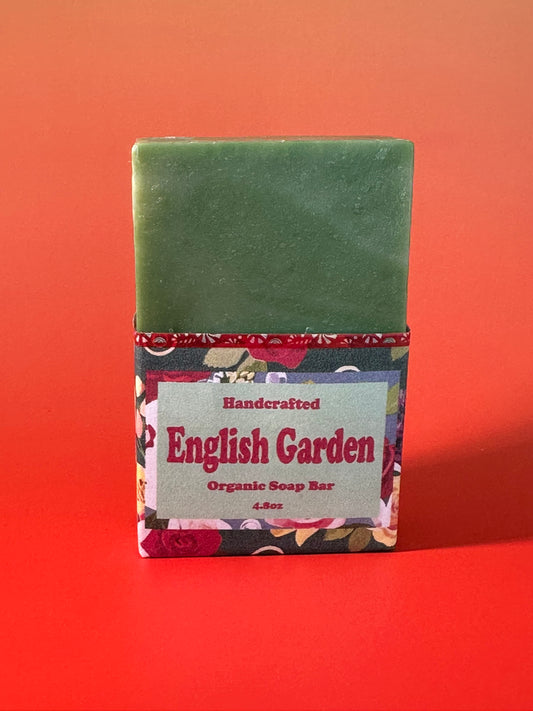 Handcrafted
English Garden
Organic Soap Bar
4.8oz